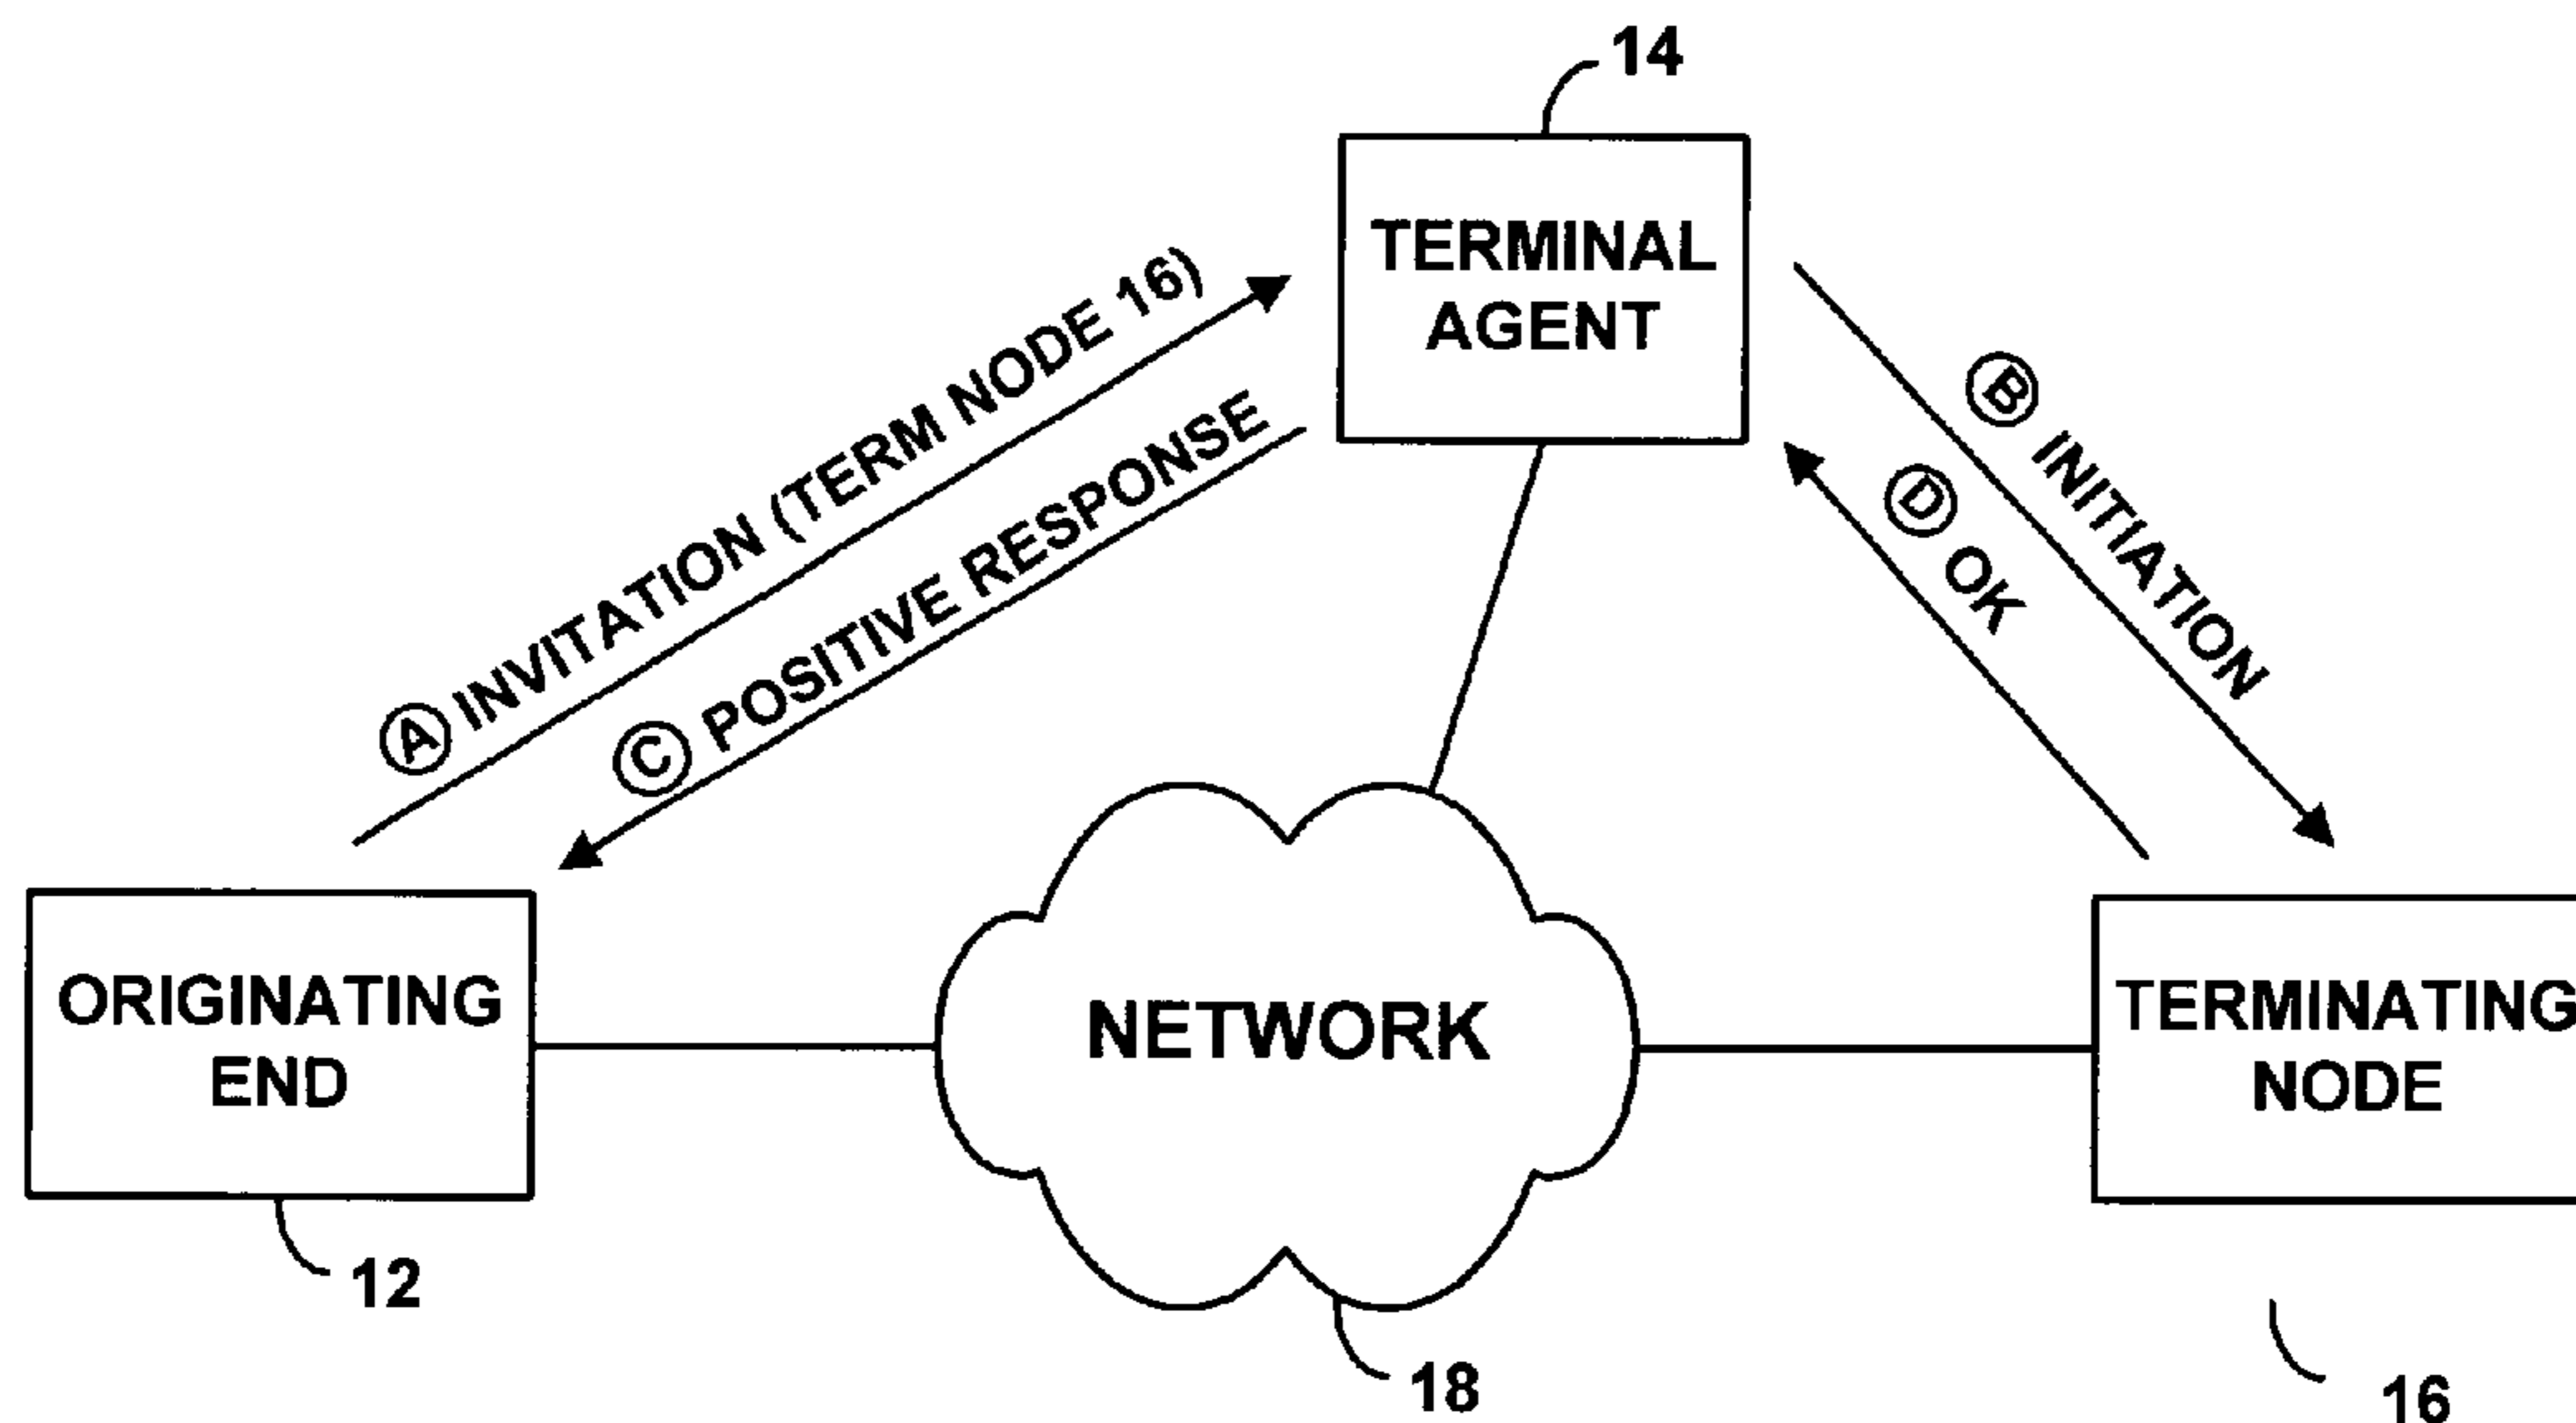 14
TERMINAL
AGENT
Ⓐ INVITATION (TERM NODE 16)
Ⓒ POSITIVE RESPONSE
Ⓑ INITIATION
Ⓓ OK
ORIGINATING
END
NETWORK
TERMINATING
NODE
12
18
16